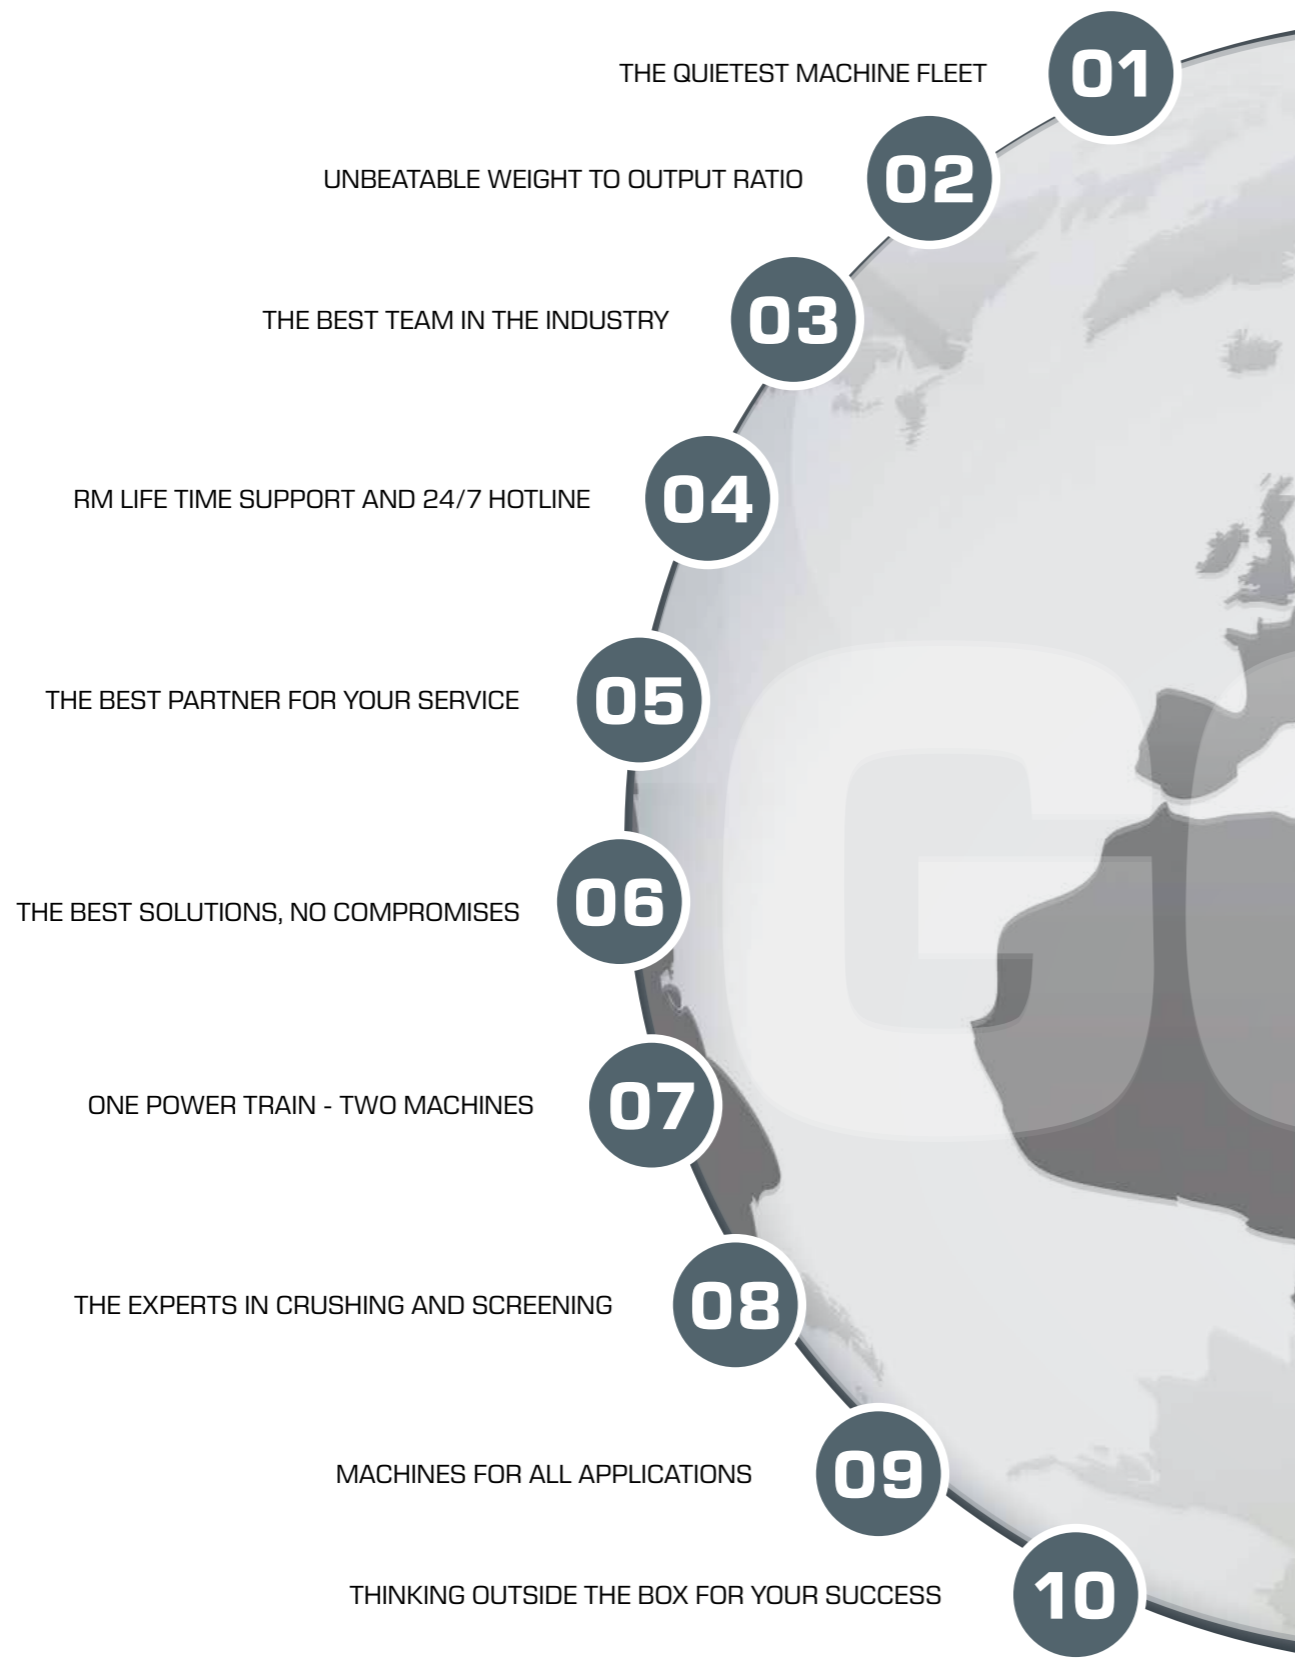 THE QUIETEST MACHINE FLEET 01
UNBEATABLE WEIGHT TO OUTPUT RATIO 02
THE BEST TEAM IN THE INDUSTRY 03
RM LIFE TIME SUPPORT AND 24/7 HOTLINE 04
THE BEST PARTNER FOR YOUR SERVICE 05
THE BEST SOLUTIONS, NO COMPROMISES 06
ONE POWER TRAIN - TWO MACHINES 07
THE EXPERTS IN CRUSHING AND SCREENING 08
MACHINES FOR ALL APPLICATIONS 09
THINKING OUTSIDE THE BOX FOR YOUR SUCCESS 10